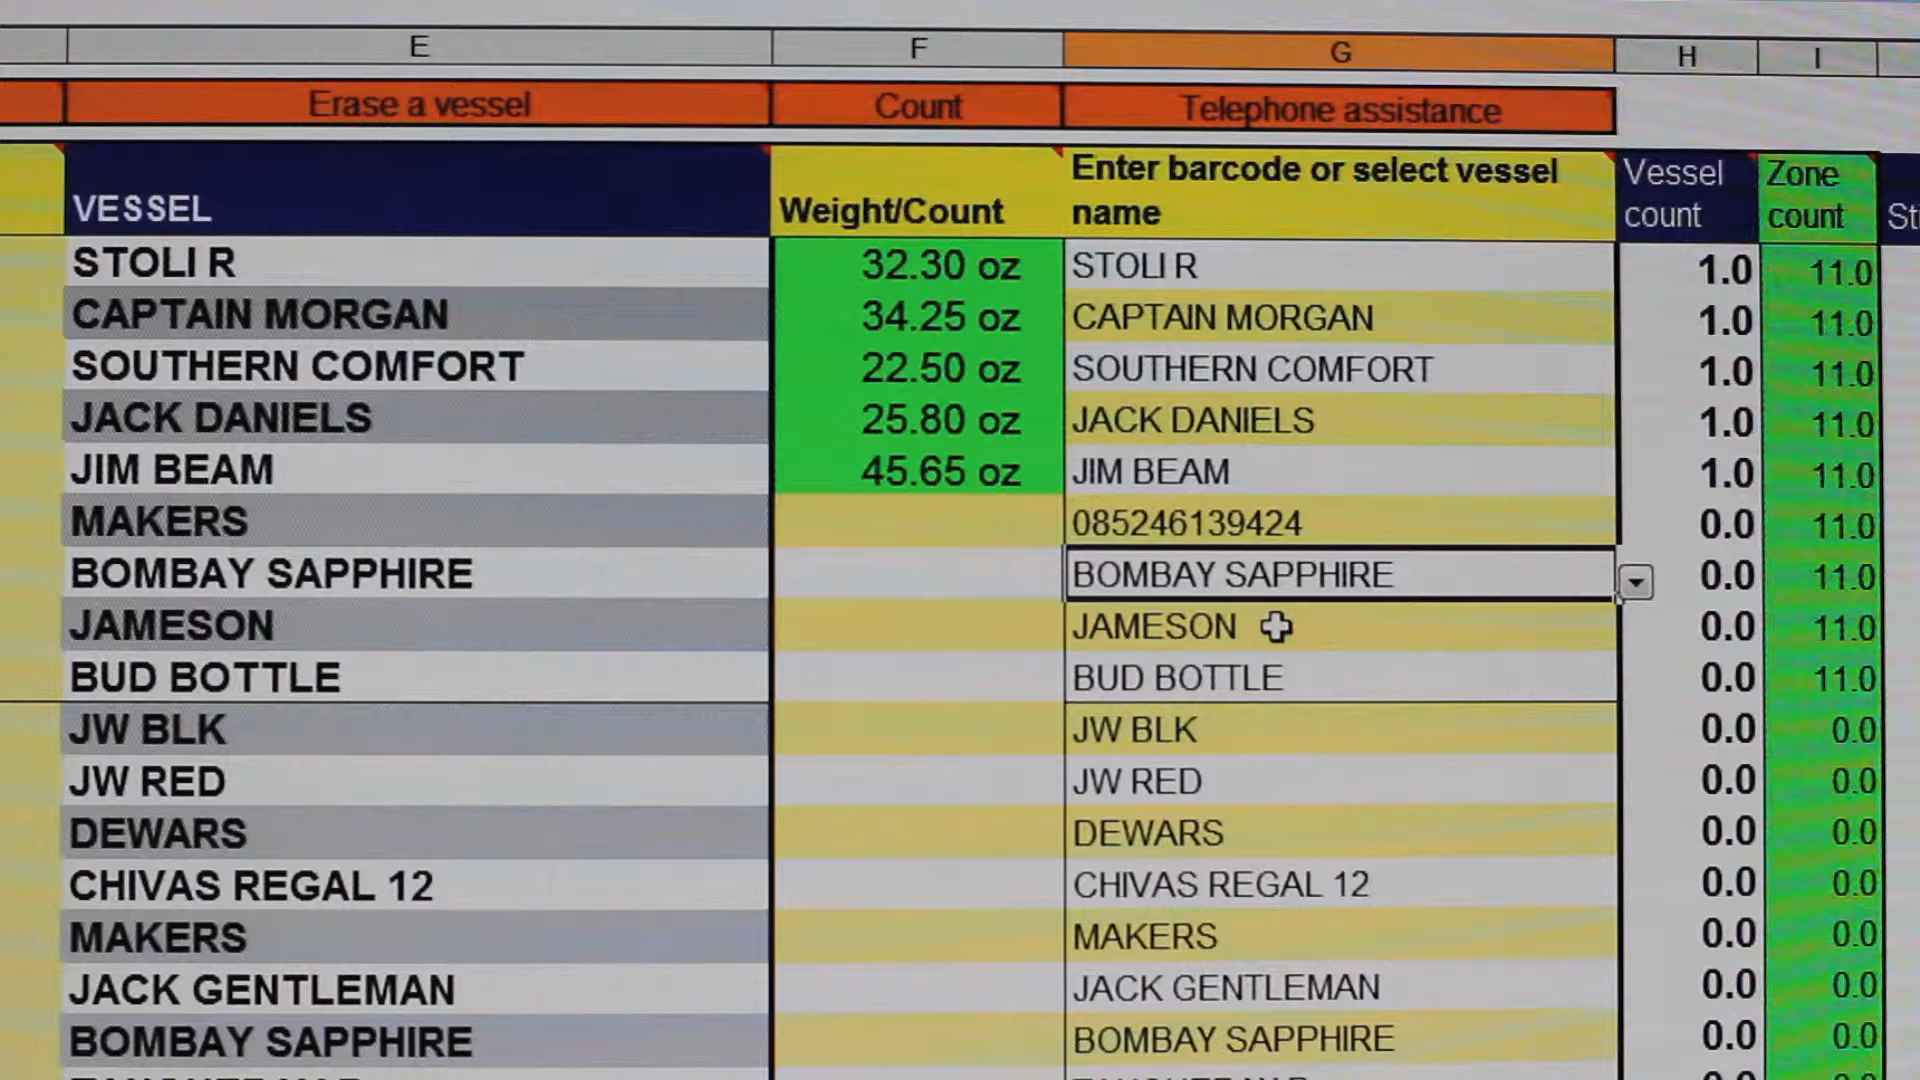 E F G H I
Erase a vessel Count Telephone assistance
VESSEL Weight/Count Enter barcode or select vessel name Vessel count Zone count
STOLI R 32.30 oz STOLI R 1.0 11.0
CAPTAIN MORGAN 34.25 oz CAPTAIN MORGAN 1.0 11.0
SOUTHERN COMFORT 22.50 oz SOUTHERN COMFORT 1.0 11.0
JACK DANIELS 25.80 oz JACK DANIELS 1.0 11.0
JIM BEAM 45.65 oz JIM BEAM 1.0 11.0
MAKERS 085246139424 0.0 11.0
BOMBAY SAPPHIRE BOMBAY SAPPHIRE 0.0 11.0
JAMESON JAMESON 0.0 11.0
BUD BOTTLE BUD BOTTLE 0.0 11.0
JW BLK JW BLK 0.0 0.0
JW RED JW RED 0.0 0.0
DEWARS DEWARS 0.0 0.0
CHIVAS REGAL 12 CHIVAS REGAL 12 0.0 0.0
MAKERS MAKERS 0.0 0.0
JACK GENTLEMAN JACK GENTLEMAN 0.0 0.0
BOMBAY SAPPHIRE BOMBAY SAPPHIRE 0.0 0.0